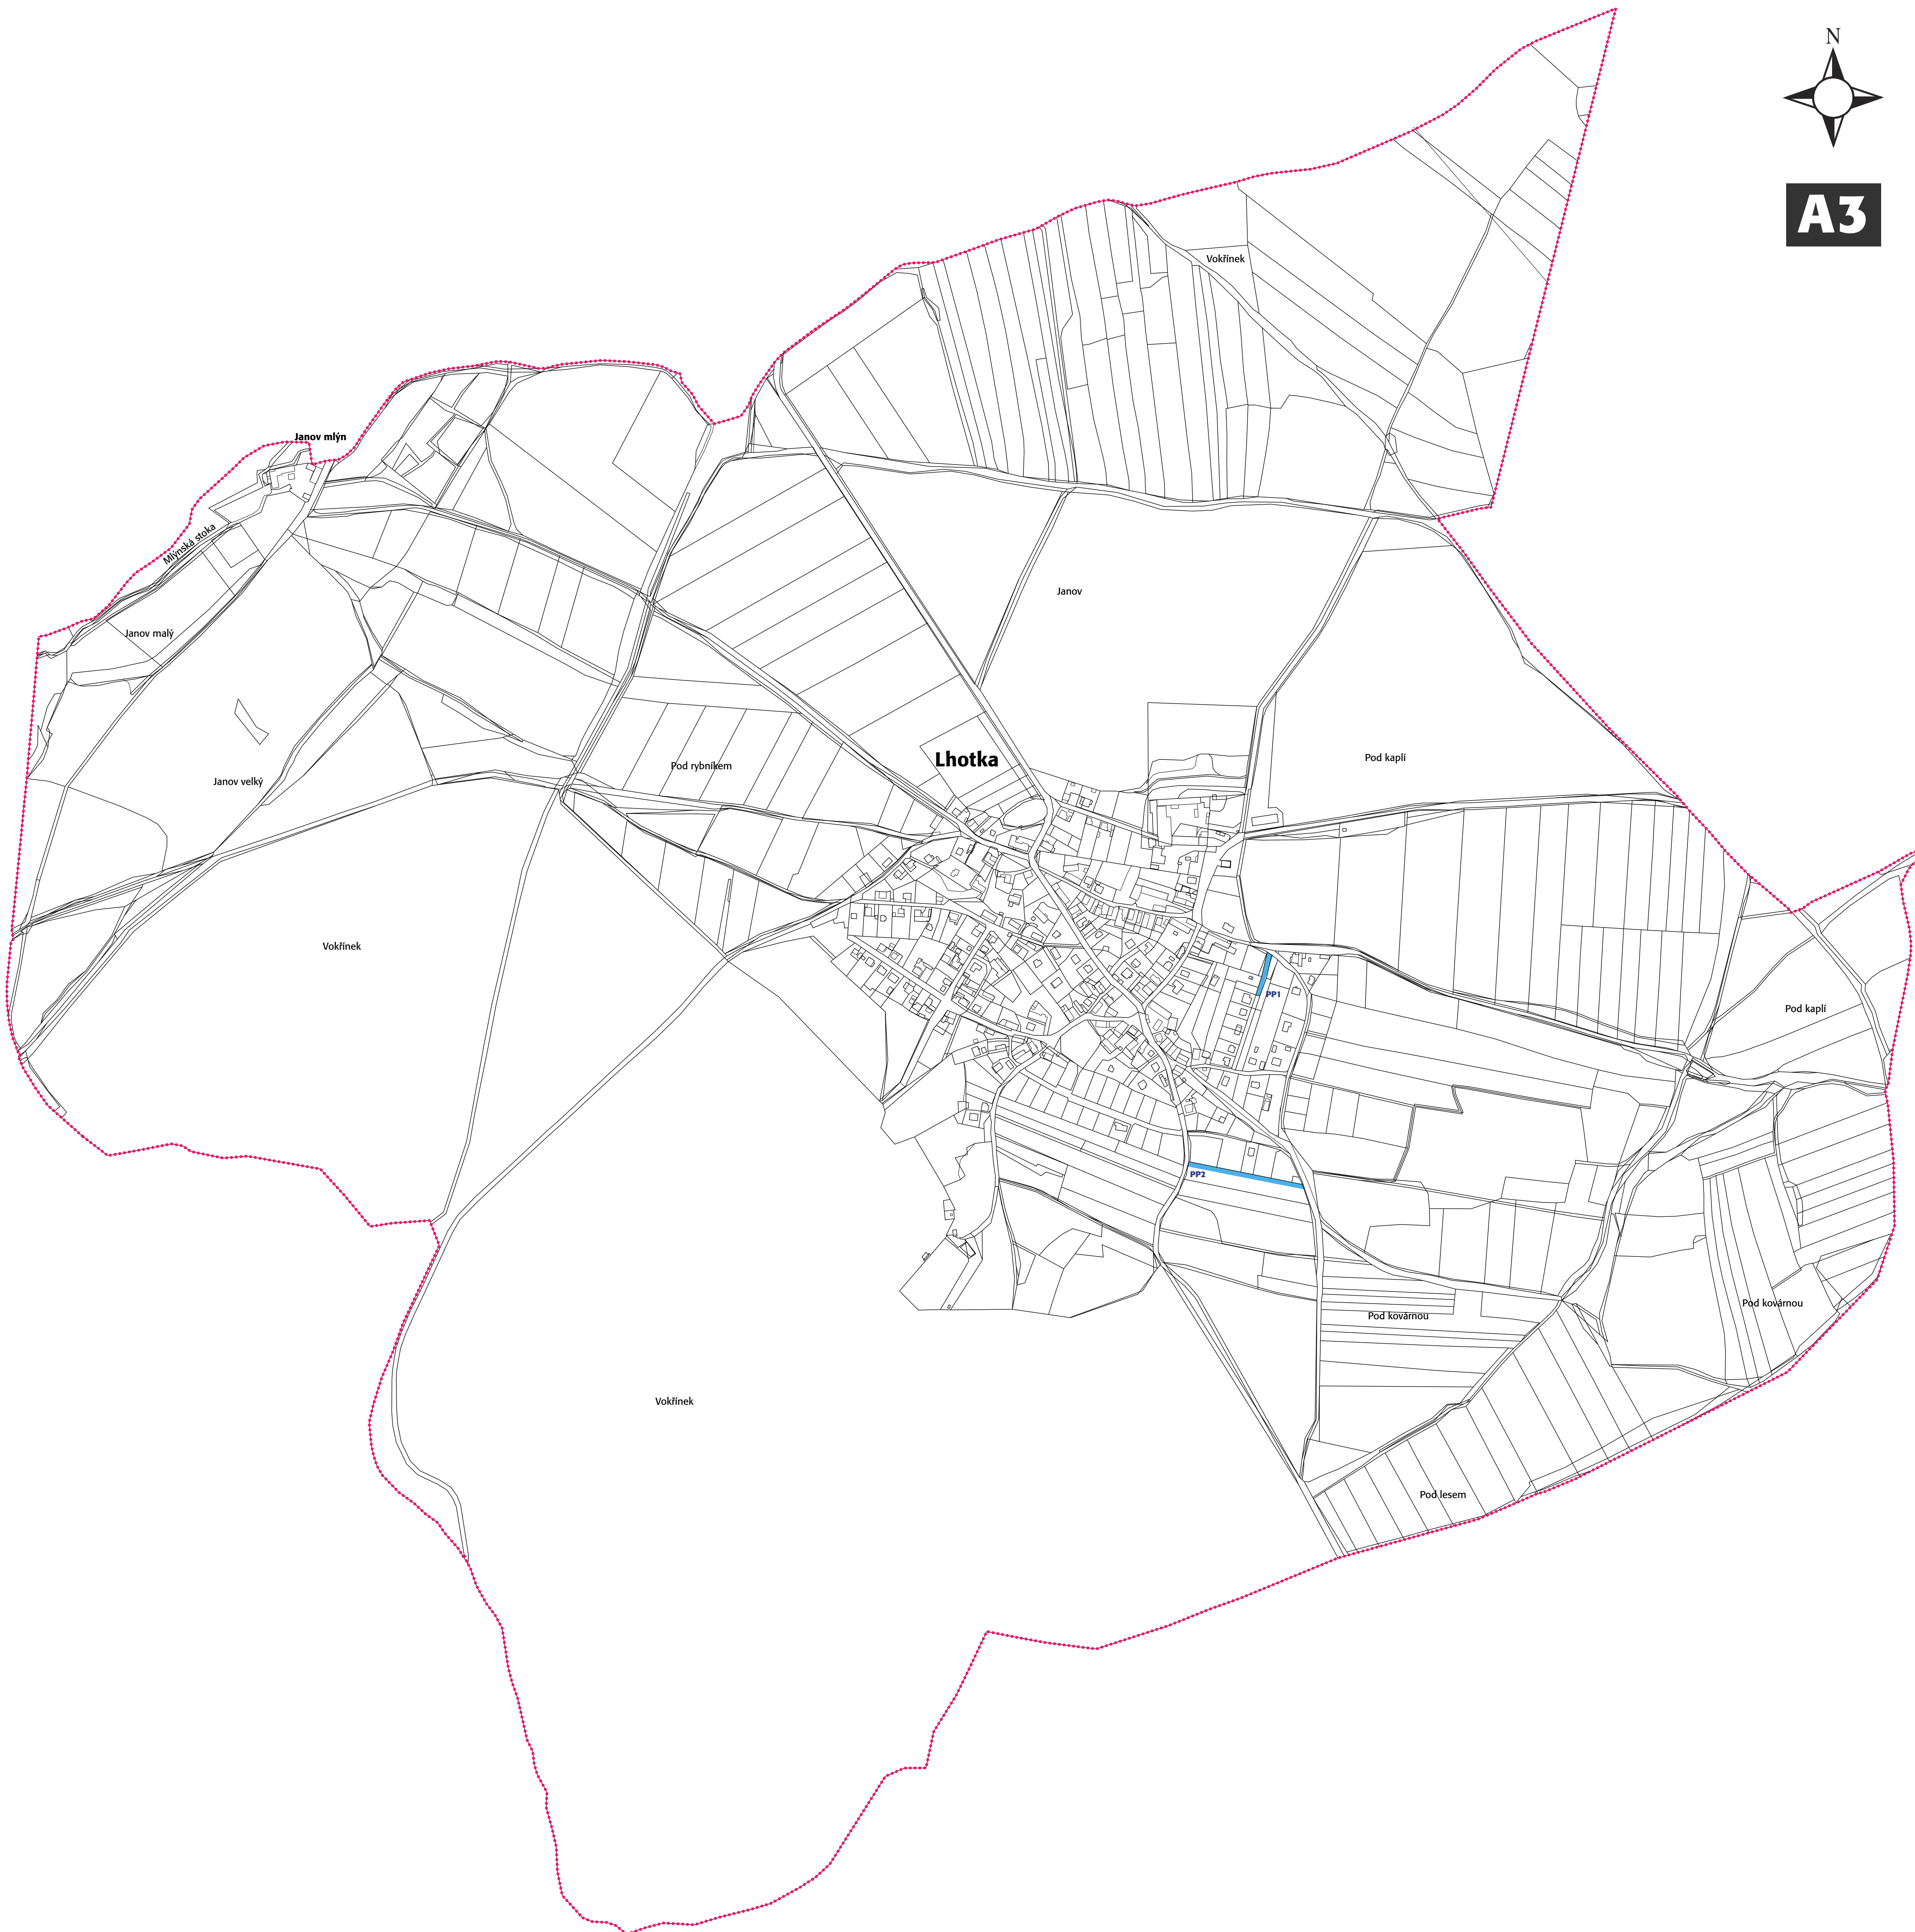 N
A3
Vokřínek
Janov mlýn
Mlýnská stoka
Janov
Janov malý
Lhotka
Pod kaplí
Pod rybníkem
Janov velký
Vokřínek
PP1
Pod kaplí
PP2
Pod kovárnou
Pod kovárnou
Vokřínek
Pod lesem